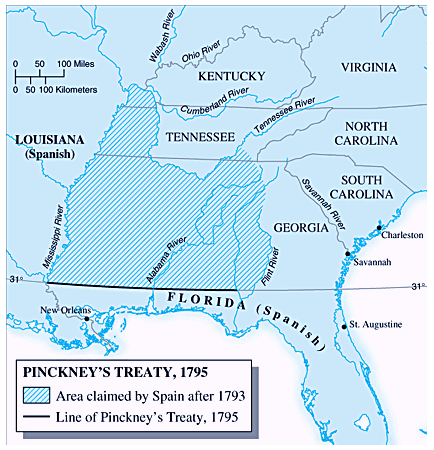 Wabash River
Ohio River
0 50 100 Miles
0 50 100 Kilometers
KENTUCKY
VIRGINIA
Cumberland River
Tennessee River
LOUISIANA
(Spanish)
TENNESSEE
NORTH
CAROLINA
SOUTH
CAROLINA
Savannah River
Mississippi River
Alabama River
GEORGIA
Flint River
Charleston
Savannah
31°
31°
FLORIDA (Spanish)
New Orleans
St. Augustine
PINCKNEY'S TREATY, 1795
Area claimed by Spain after 1793
Line of Pinckney's Treaty, 1795